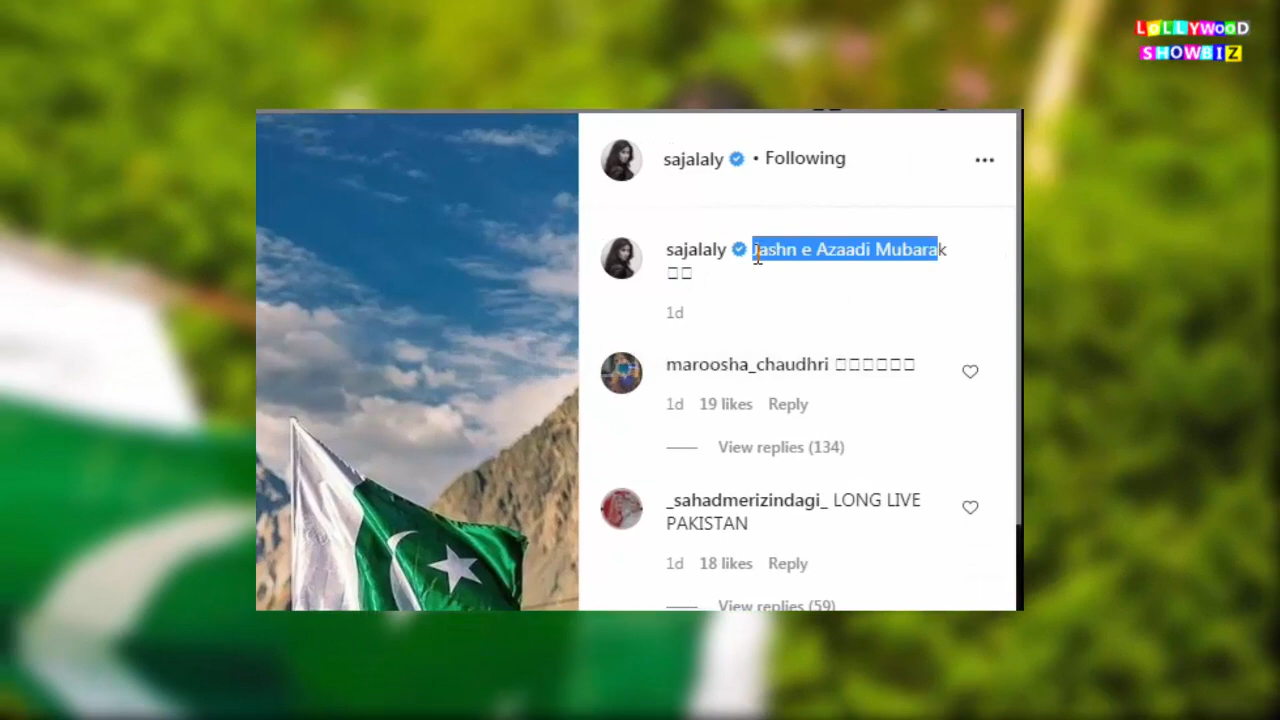 LOLLYWOOD
SHOWBIZ
sajalaly • Following
sajalaly Jashn e Azaadi Mubarak
1d
maroosha_chaudhri
1d 19 likes Reply
View replies (134)
_sahadmerizindagi_ LONG LIVE
PAKISTAN
1d 18 likes Reply
View replies (59)